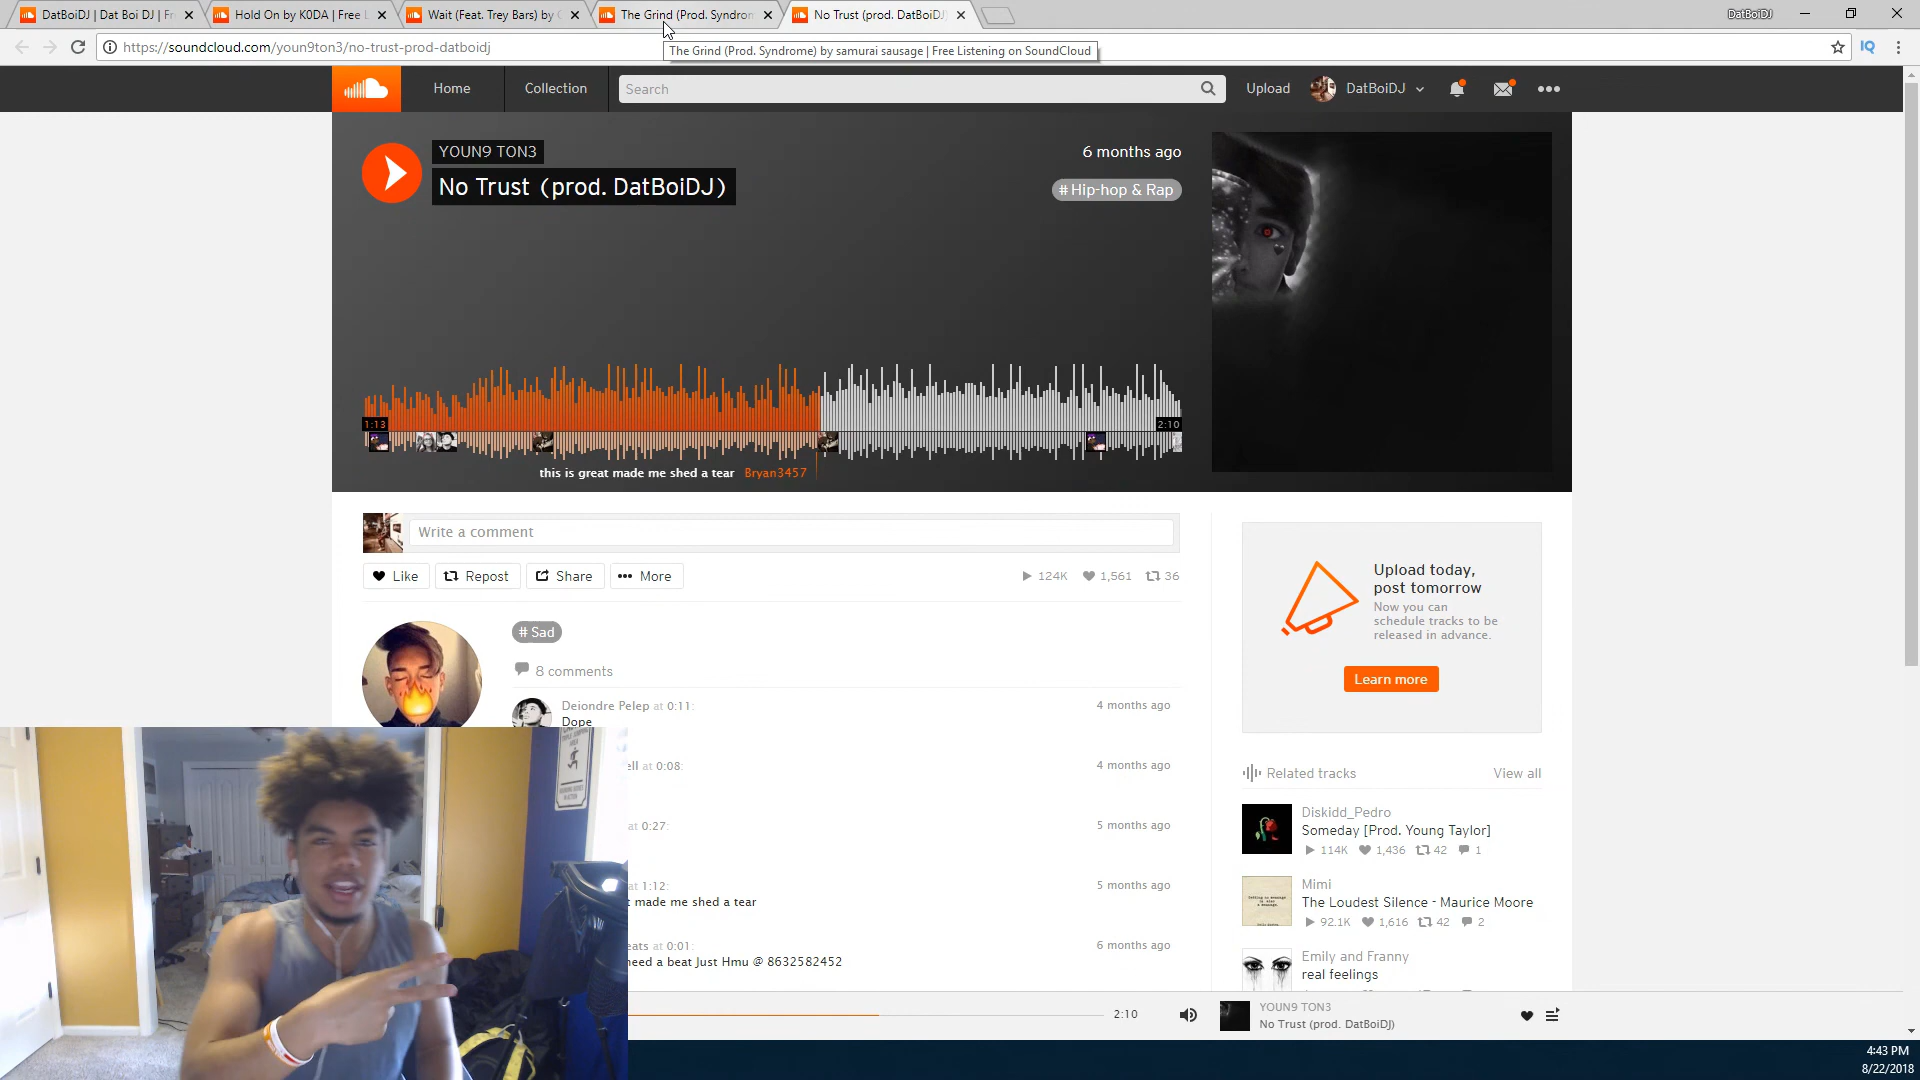 DatBoiDJ | Dat Boi DJ | Fr
Hold On by K0DA | Free L
Wait (Feat. Trey Bars) by
The Grind (Prod. Syndrom
No Trust (prod. DatBoiDJ)
DatBoiDJ
https://soundcloud.com/youn9ton3/no-trust-prod-datboidj
The Grind (Prod. Syndrome) by samurai sausage | Free Listening on SoundCloud
IQ
Home
Collection
Search
Upload
DatBoiDJ
YOUN9 TON3
No Trust (prod. DatBoiDJ)
6 months ago
# Hip-hop & Rap
1:13
2:10
this is great made me shed a tear Bryan3457
Write a comment
Like
Repost
Share
More
124K
1,561
36
# Sad
8 comments
Deiondre Pelep at 0:11:
Dope
4 months ago
ell at 0:08:
4 months ago
at 0:27:
5 months ago
at 1:12:
t made me shed a tear
5 months ago
eats at 0:01:
need a beat Just Hmu @ 8632582452
6 months ago
Upload today,
post tomorrow
Now you can
schedule tracks to be
released in advance.
Learn more
Related tracks
View all
Diskidd_Pedro
Someday [Prod. Young Taylor]
114K 1,436 42 1
Mimi
The Loudest Silence - Maurice Moore
92.1K 1,616 42 2
Emily and Franny
real feelings
2:10
YOUN9 TON3
No Trust (prod. DatBoiDJ)
4:43 PM
8/22/2018